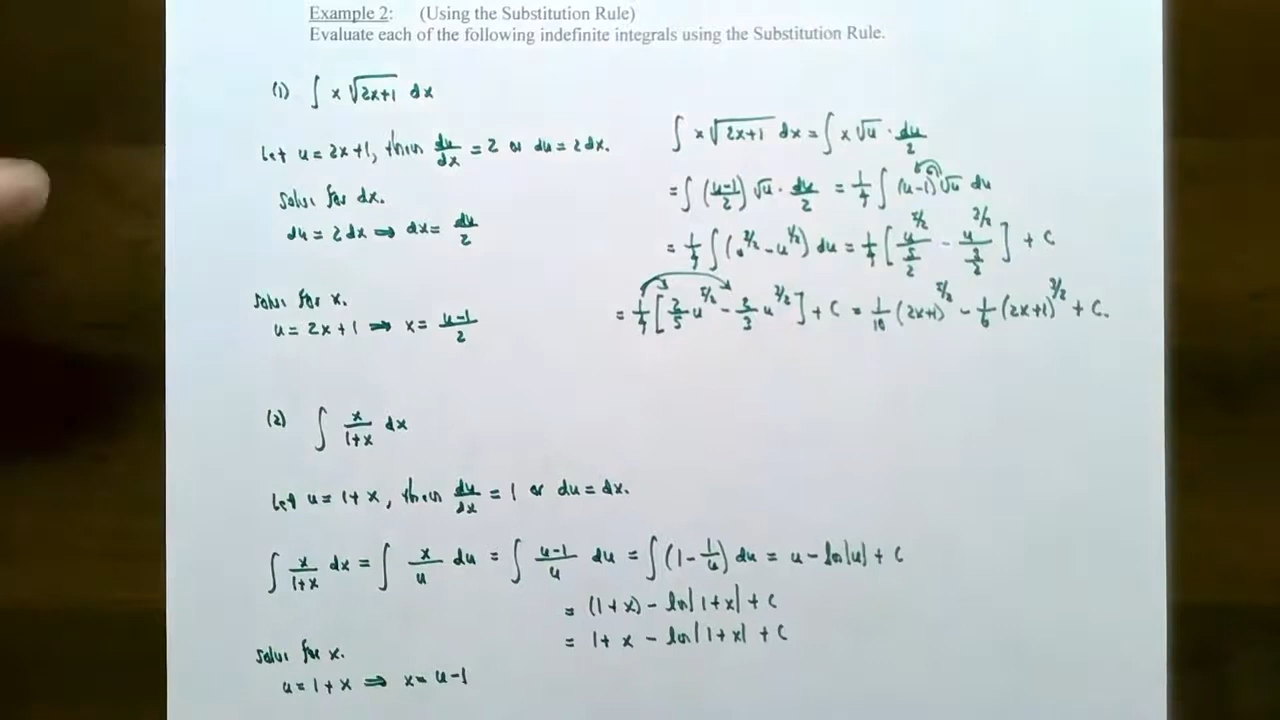 Example 2: (Using the Substitution Rule)
Evaluate each of the following indefinite integrals using the Substitution Rule.
(1) ∫ x √(2x+1) dx
Let u = 2x+1, then du/dx = 2 or du = 2dx.
Solve for dx.
du = 2dx ⇒ dx = du/2
Solve for x.
u = 2x+1 ⇒ x = (u-1)/2
∫ x√(2x+1) dx = ∫ x √u · du/2
= ∫ ((u-1)/2) √u · du/2 = 1/4 ∫ (u-1) √u du
= 1/4 ∫ (u^(3/2) - u^(1/2)) du = 1/4 [ u^(5/2)/(5/2) - u^(3/2)/(3/2) ] + C
= 1/4 [ 2/5 u^(5/2) - 2/3 u^(3/2) ] + C = 1/10 (2x+1)^(5/2) - 1/6 (2x+1)^(3/2) + C.
(2) ∫ x/(1+x) dx
Let u = 1+x, then du/dx = 1 or du = dx.
∫ x/(1+x) dx = ∫ x/u du = ∫ (u-1)/u du = ∫ (1 - 1/u) du = u - ln|u| + C
= (1+x) - ln|1+x| + C
= 1 + x - ln|1+x| + C
Solve for x.
u = 1+x ⇒ x = u-1